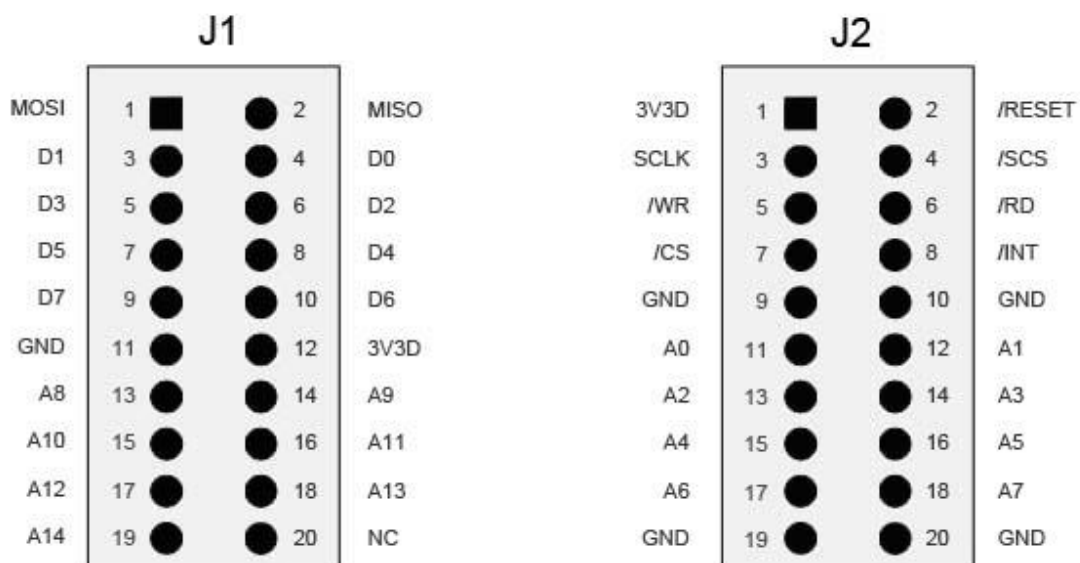 J1 J2
MOSI 1 2 MISO 3V3D 1 2 /RESET
D1 3 4 D0 SCLK 3 4 /SCS
D3 5 6 D2 /WR 5 6 /RD
D5 7 8 D4 /CS 7 8 /INT
D7 9 10 D6 GND 9 10 GND
GND 11 12 3V3D A0 11 12 A1
A8 13 14 A9 A2 13 14 A3
A10 15 16 A11 A4 15 16 A5
A12 17 18 A13 A6 17 18 A7
A14 19 20 NC GND 19 20 GND